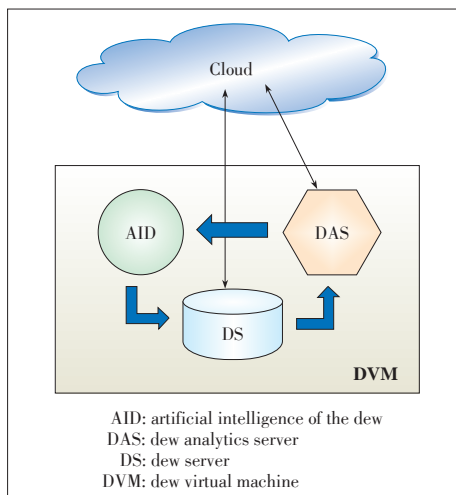 Cloud
AID
DAS
DS
DVM
AID: artificial intelligence of the dew
DAS: dew analytics server
DS: dew server
DVM: dew virtual machine